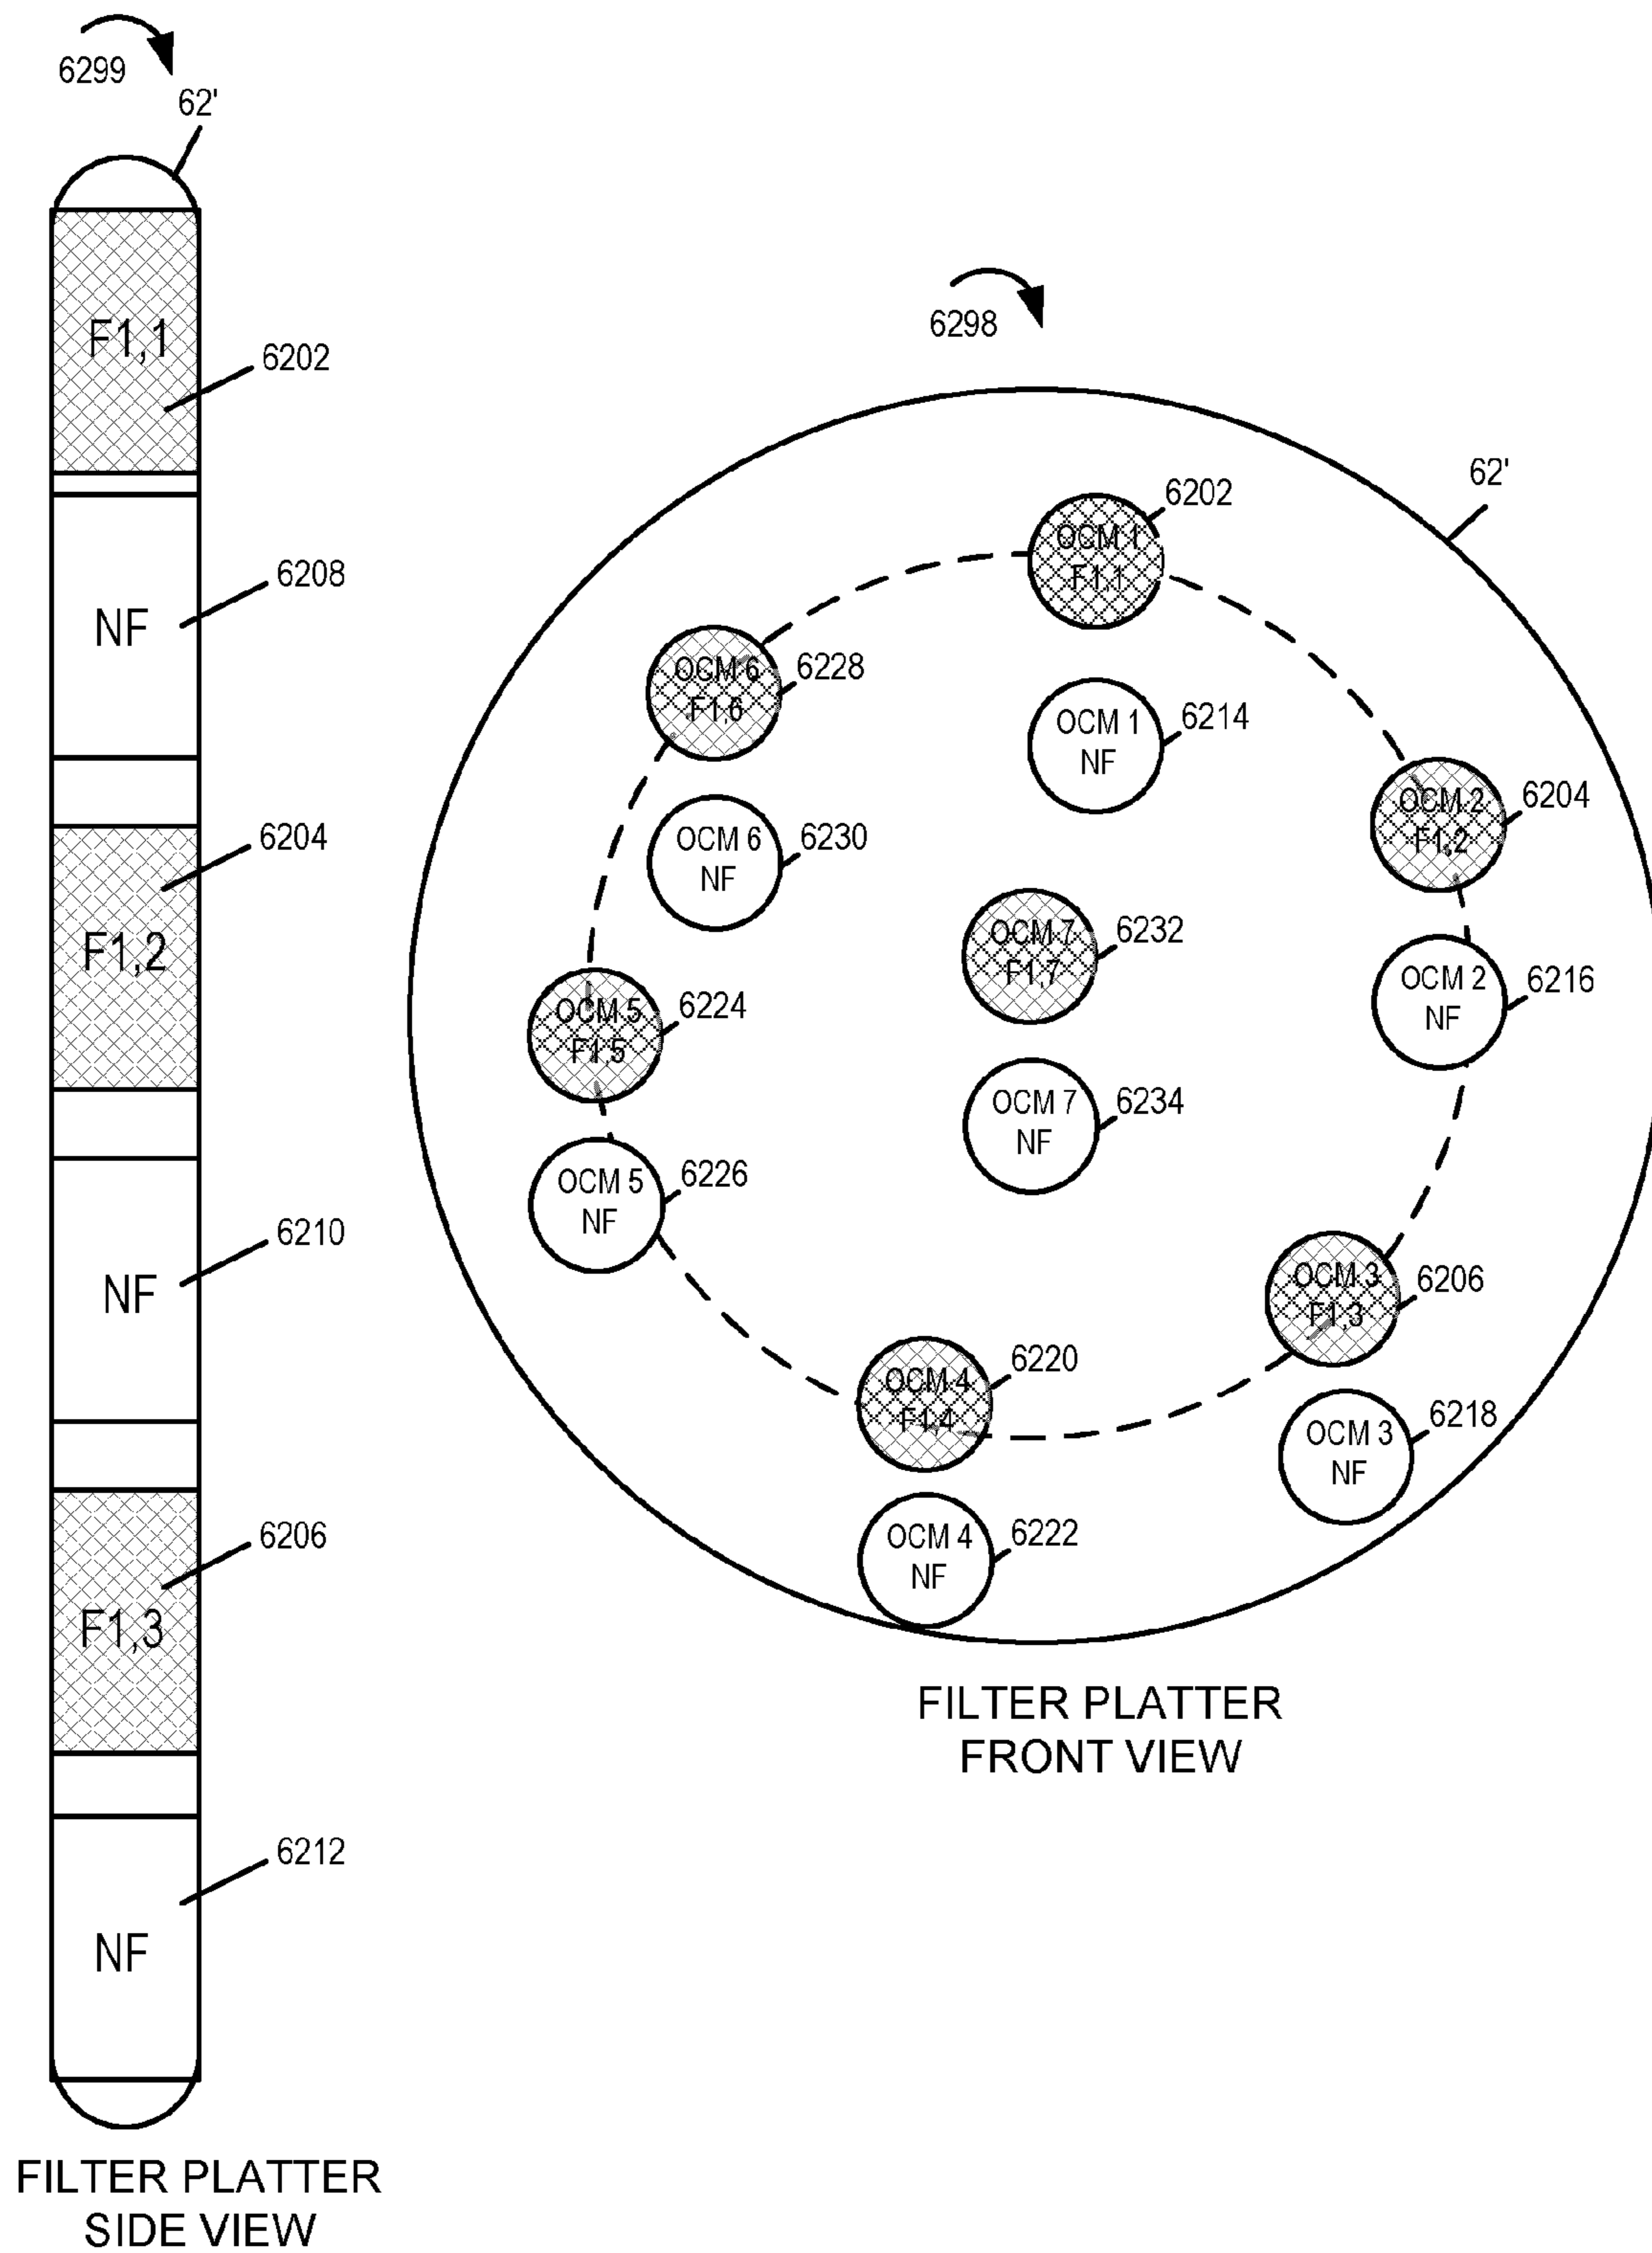 6299
62'
F1,1
6202
NF
6208
F1,2
6204
NF
6210
F1,3
6206
NF
6212
FILTER PLATTER
SIDE VIEW
6298
62'
OCM 1
F1,1
6202
OCM 6
F1,6
6228
OCM 1
NF
6214
OCM 2
F1,2
6204
OCM 6
NF
6230
OCM 7
F1,7
6232
OCM 2
NF
6216
OCM 5
F1,5
6224
OCM 7
NF
6234
OCM 5
NF
6226
OCM 3
F1,3
6206
OCM 4
F1,4
6220
OCM 3
NF
6218
OCM 4
NF
6222
FILTER PLATTER
FRONT VIEW